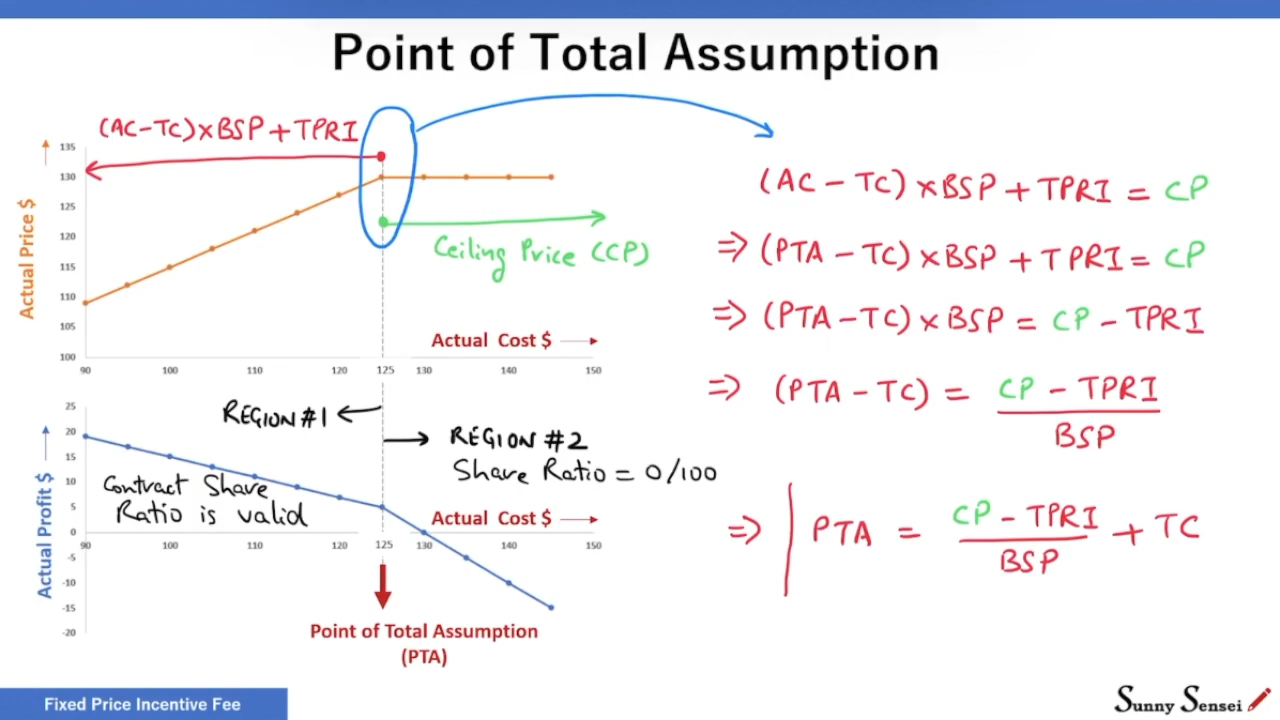 Point of Total Assumption
(AC-TC)×BSP+TPRI
Actual Price $
135
130
125
120
115
110
105
100
Ceiling Price (CP)
Actual Cost $
90 100 110 120 125 130 140 150
REGION #1
REGION #2
Share Ratio = 0/100
Contract Share
Ratio is valid
Actual Profit $
25
20
15
10
5
0
-5
-10
-15
-20
Actual Cost $
90 100 110 120 125 130 140 150
Point of Total Assumption
(PTA)
(AC - TC) × BSP + TPRI = CP
⇒ (PTA - TC) × BSP + TPRI = CP
⇒ (PTA - TC) × BSP = CP - TPRI
⇒ (PTA - TC) = CP - TPRI
BSP
⇒ PTA = CP - TPRI + TC
BSP
Fixed Price Incentive Fee
Sunny Sensei